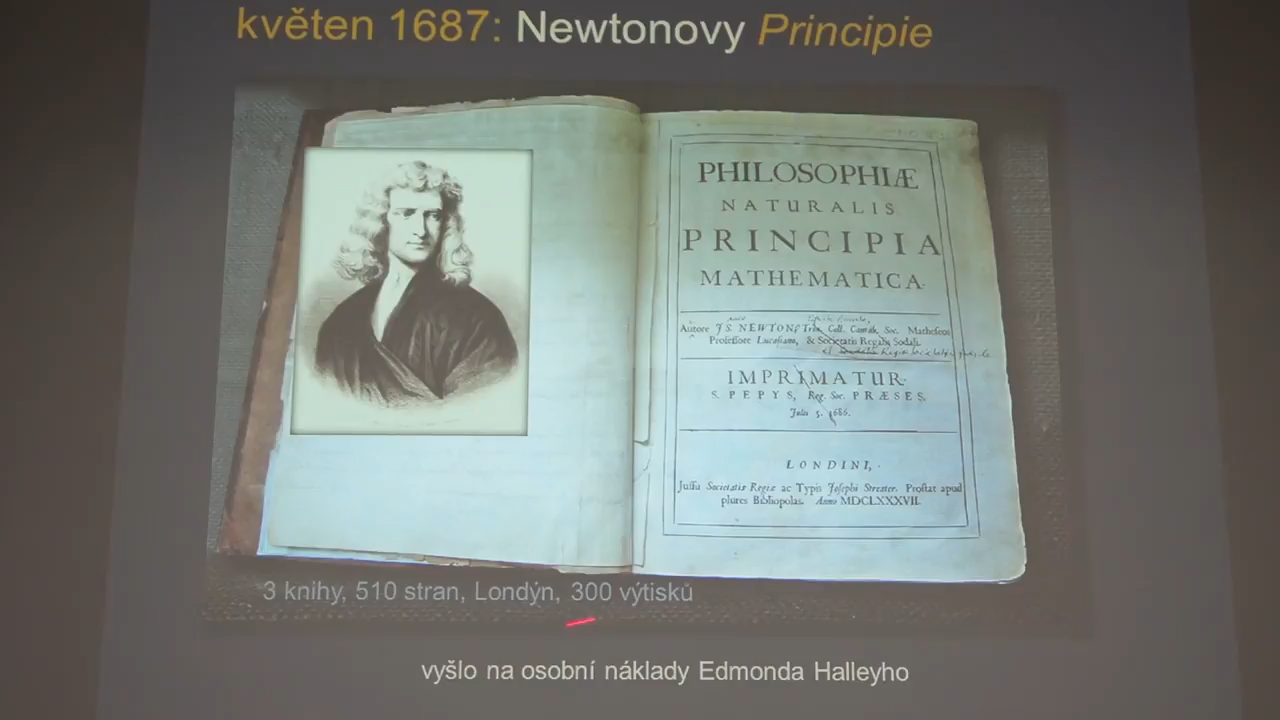 květen 1687: Newtonovy Principie
PHILOSOPHIÆ
NATURALIS
PRINCIPIA
MATHEMATICA.
Autore JS. NEWTON, Trin. Coll. Cantab. Soc. Matheseos
Professore Lucasiano, & Societatis Regalis Sodali.
IMPRIMATUR.
S. PEPYS, Reg. Soc. PRÆSES.
Julii 5. 1686.
LONDINI,
Jussu Societatis Regiæ ac Typis Josephi Streater. Prostat apud
plures Bibliopolas. Anno MDCLXXXVII.
3 knihy, 510 stran, Londýn, 300 výtisků
vyšlo na osobní náklady Edmonda Halleyho